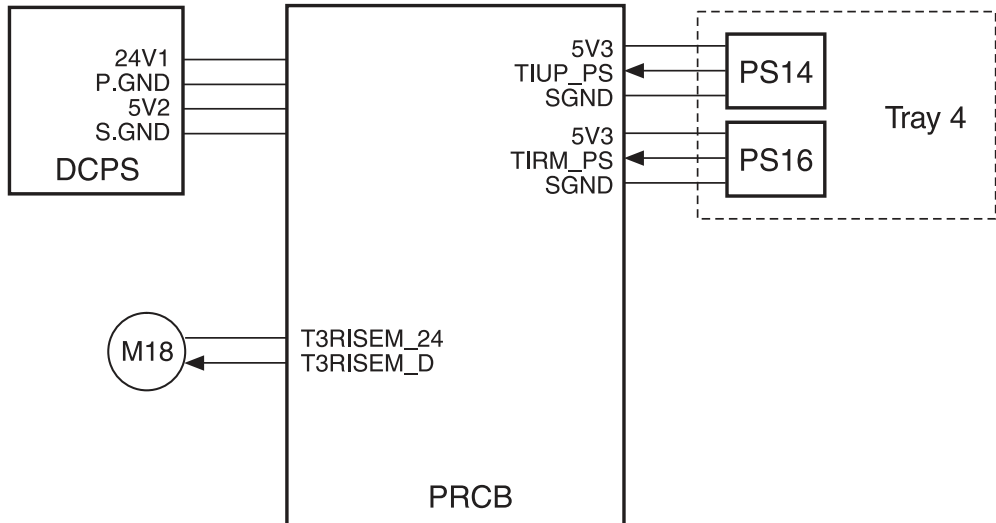 24V1
P.GND
5V2
S.GND
DCPS
5V3
TIUP_PS
SGND
PS14
5V3
TIRM_PS
SGND
PS16
Tray 4
M18
T3RISEM_24
T3RISEM_D
PRCB